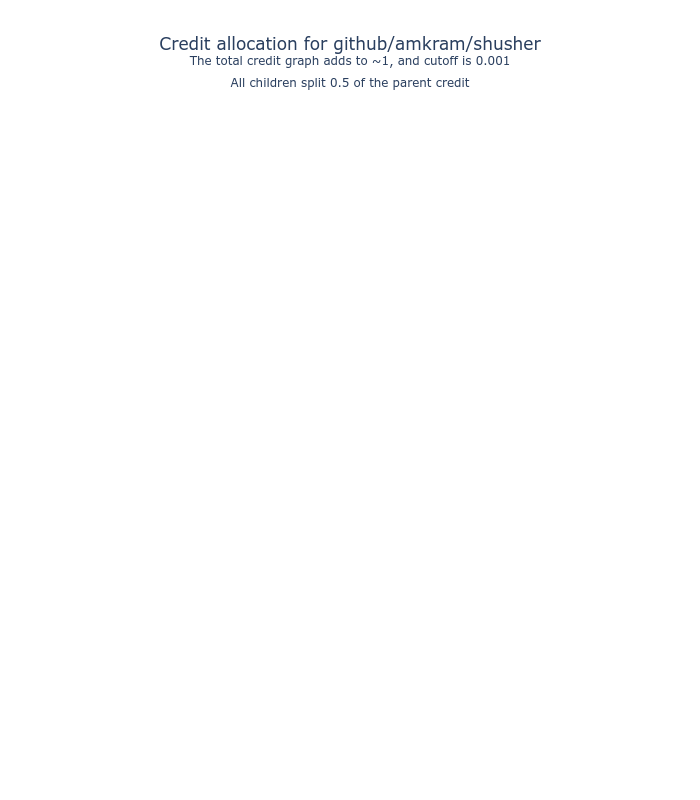 Credit allocation for github/amkram/shusher
The total credit graph adds to ~1, and cutoff is 0.001
All children split 0.5 of the parent credit